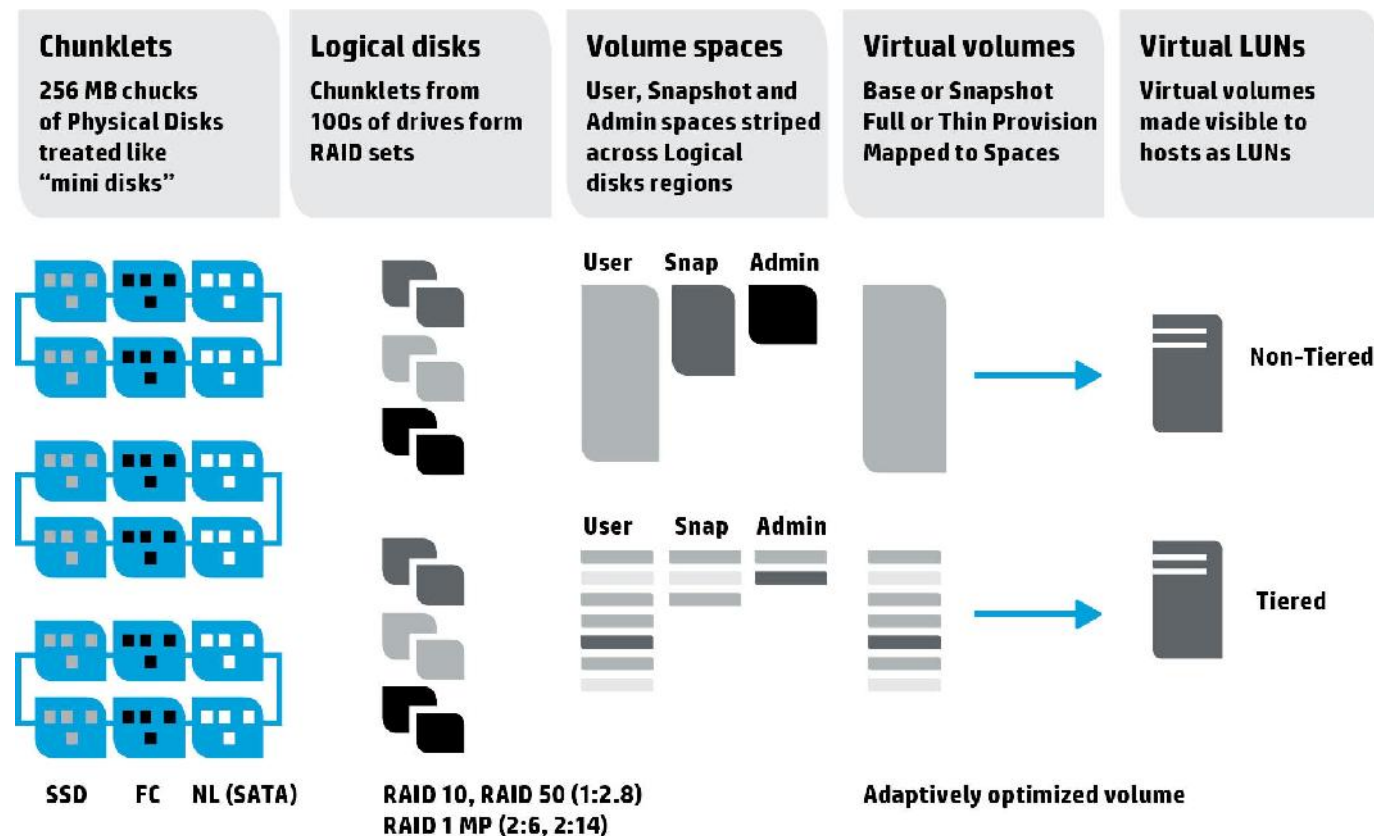 Chunklets
256 MB chucks
of Physical Disks
treated like
“mini disks”
Logical disks
Chunklets from
100s of drives form
RAID sets
Volume spaces
User, Snapshot and
Admin spaces striped
across Logical
disks regions
Virtual volumes
Base or Snapshot
Full or Thin Provision
Mapped to Spaces
Virtual LUNs
Virtual volumes
made visible to
hosts as LUNs
User Snap Admin
Non-Tiered
User Snap Admin
Tiered
SSD FC NL (SATA)
RAID 10, RAID 50 (1:2.8)
RAID 1 MP (2:6, 2:14)
Adaptively optimized volume